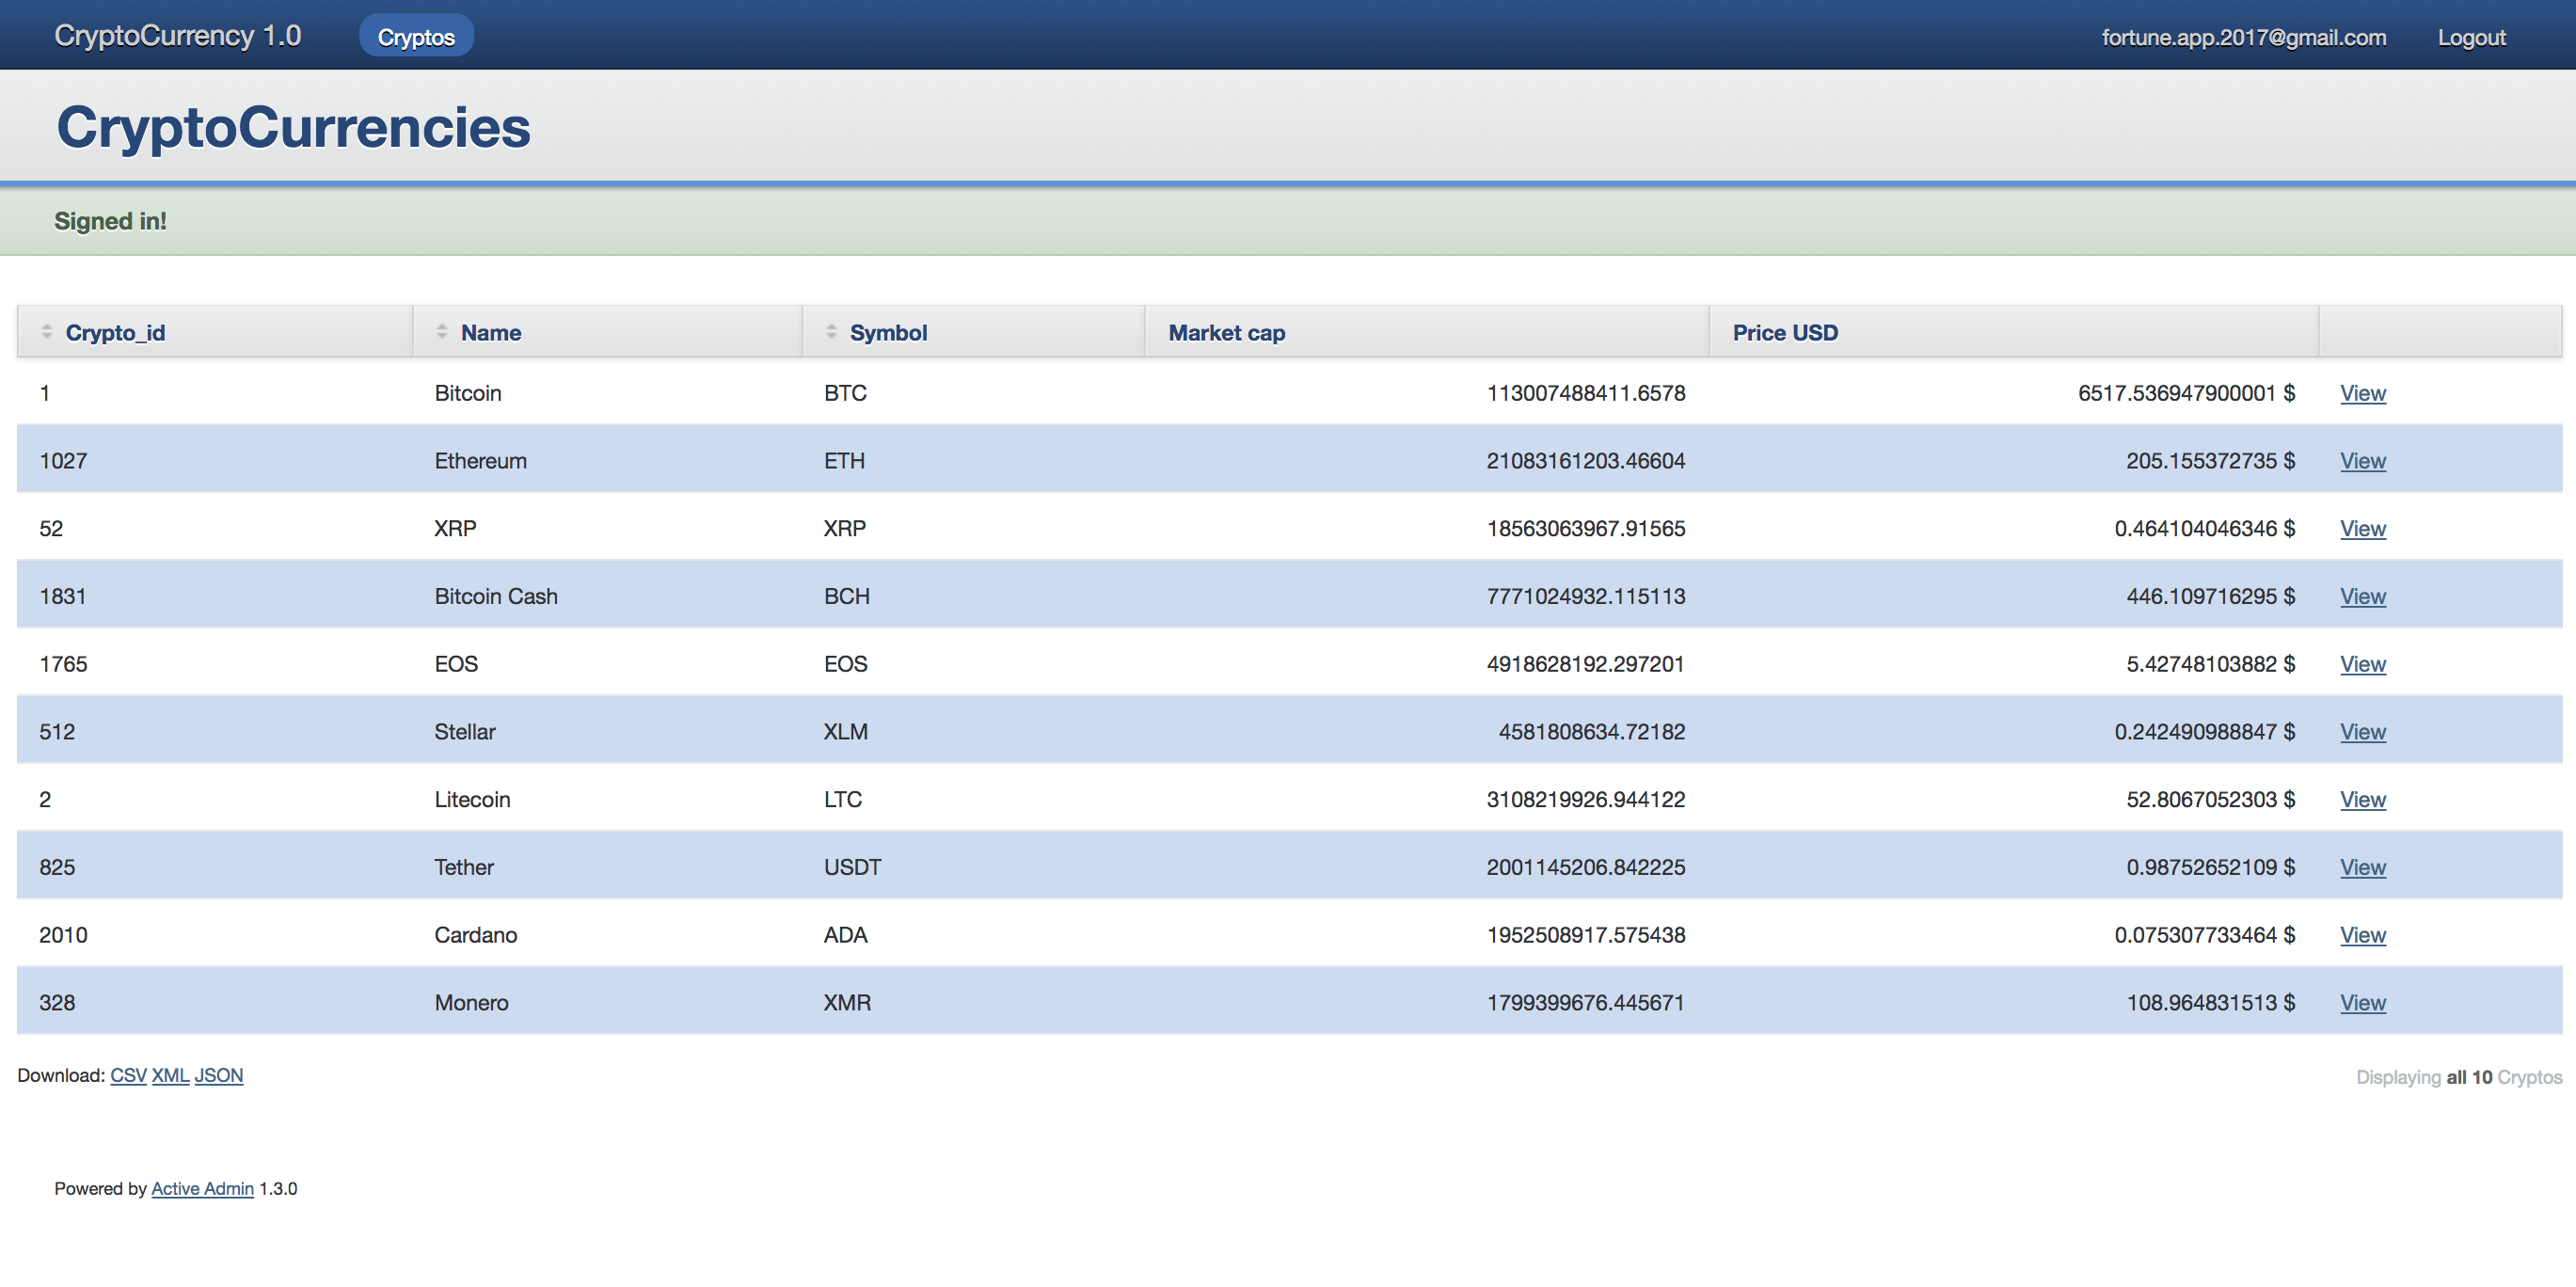 CryptoCurrency 1.0 Cryptos fortune.app.2017@gmail.com Logout
CryptoCurrencies
Signed in!
Crypto_id Name Symbol Market cap Price USD
1 Bitcoin BTC 113007488411.6578 6517.536947900001 $ View
1027 Ethereum ETH 21083161203.46604 205.155372735 $ View
52 XRP XRP 18563063967.91565 0.464104046346 $ View
1831 Bitcoin Cash BCH 7771024932.115113 446.109716295 $ View
1765 EOS EOS 4918628192.297201 5.42748103882 $ View
512 Stellar XLM 4581808634.72182 0.242490988847 $ View
2 Litecoin LTC 3108219926.944122 52.8067052303 $ View
825 Tether USDT 2001145206.842225 0.98752652109 $ View
2010 Cardano ADA 1952508917.575438 0.075307733464 $ View
328 Monero XMR 1799399676.445671 108.964831513 $ View
Download: CSV XML JSON Displaying all 10 Cryptos
Powered by Active Admin 1.3.0